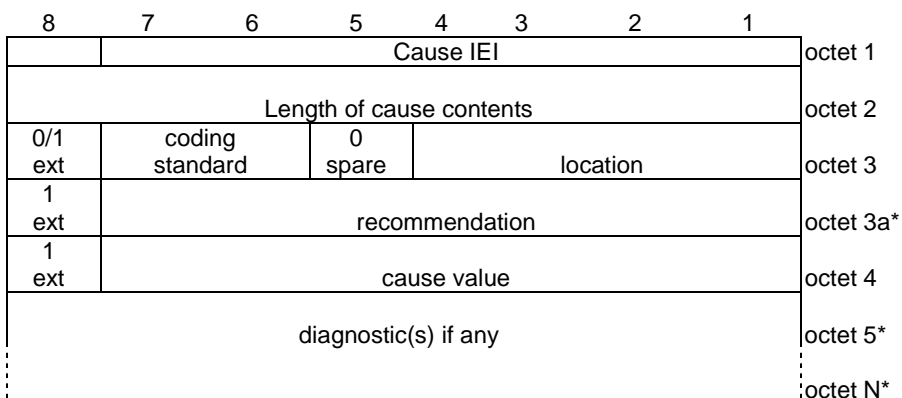 8 7 6 5 4 3 2 1
Cause IEI octet 1
Length of cause contents octet 2
0/1 coding 0
ext standard spare location octet 3
1
ext recommendation octet 3a*
1
ext cause value octet 4
diagnostic(s) if any octet 5*
octet N*